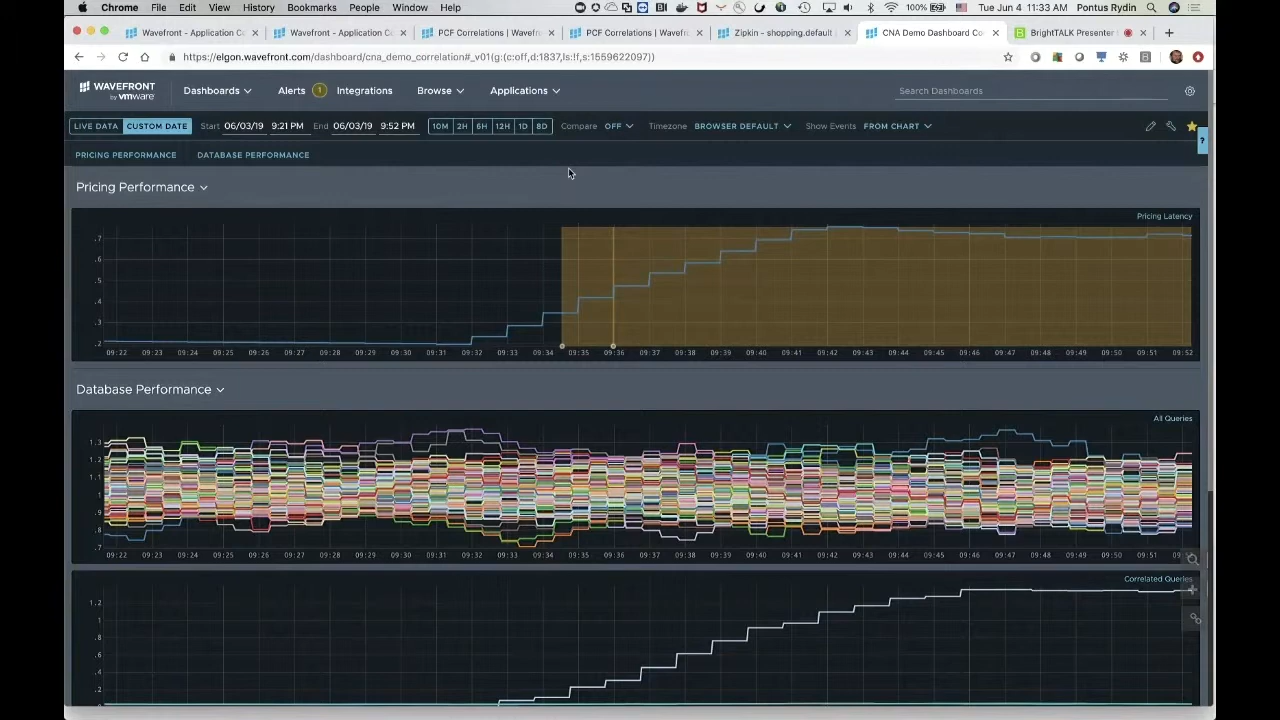 Chrome File Edit View History Bookmarks People Window Help 100% Tue Jun 4 11:33 AM Pontus Rydin
Wavefront - Application Co Wavefront - Application Co PCF Correlations | Wavefr PCF Correlations | Wavefr Zipkin - shopping.default CNA Demo Dashboard Co BrightTALK Presenter
https://elgon.wavefront.com/dashboard/cna_demo_correlation#_v01(g:(c:off,d:1837,ls:!f,s:1559622097))
WAVEFRONT
by vmware
Dashboards Alerts 1 Integrations Browse Applications Search Dashboards
LIVE DATA CUSTOM DATE Start 06/03/19 9:21 PM End 06/03/19 9:52 PM 10M 2H 6H 12H 1D 8D Compare OFF Timezone BROWSER DEFAULT Show Events FROM CHART
?
PRICING PERFORMANCE DATABASE PERFORMANCE
Pricing Performance
Pricing Latency
.7
.6
.5
.4
.3
.2
09:22 09:23 09:24 09:25 09:26 09:27 09:28 09:29 09:30 09:31 09:32 09:33 09:34 09:35 09:36 09:37 09:38 09:39 09:40 09:41 09:42 09:43 09:44 09:45 09:46 09:47 09:48 09:49 09:50 09:51 09:52
Database Performance
All Queries
1.3
1.2
1.1
1
.9
.8
.7
09:22 09:23 09:24 09:25 09:26 09:27 09:28 09:29 09:30 09:31 09:32 09:33 09:34 09:35 09:36 09:37 09:38 09:39 09:40 09:41 09:42 09:43 09:44 09:45 09:46 09:47 09:48 09:49 09:50 09:51
Correlated Queries
1.2
1
.8
.6
.4
.2